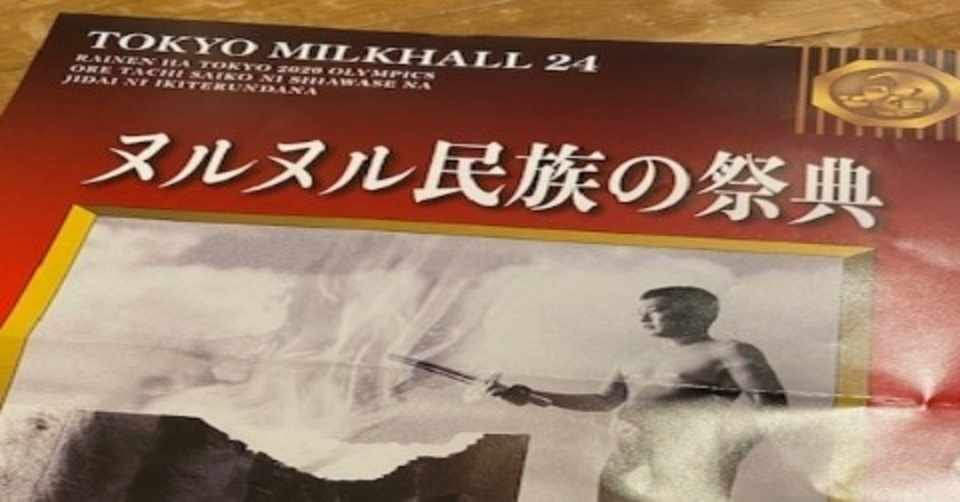 TOKYO MILKHALL 24
RAINEN HA TOKYO 2020 OLYMPICS
ORE TACHI SAIKO NI SHIAWASE NA
JIDAI NI IKITERUNDANA
ヌルヌル民族の祭典